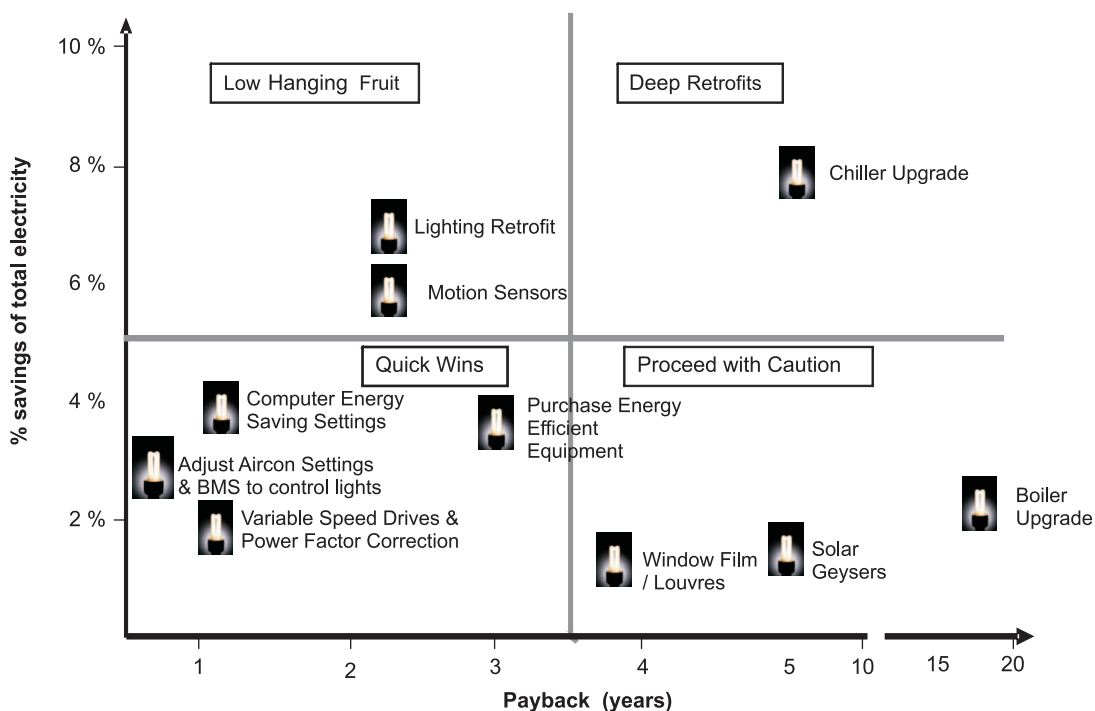 10 %
Low Hanging Fruit
Deep Retrofits
8 %
Chiller Upgrade
Lighting Retrofit
6 %
Motion Sensors
% savings of total electricity
Quick Wins
Proceed with Caution
4 %
Computer Energy
Saving Settings
Purchase Energy
Efficient
Equipment
Adjust Aircon Settings
& BMS to control lights
2 %
Variable Speed Drives &
Power Factor Correction
Window Film
/ Louvres
Solar
Geysers
Boiler
Upgrade
1 2 3 4 5 10 15 20
Payback (years)